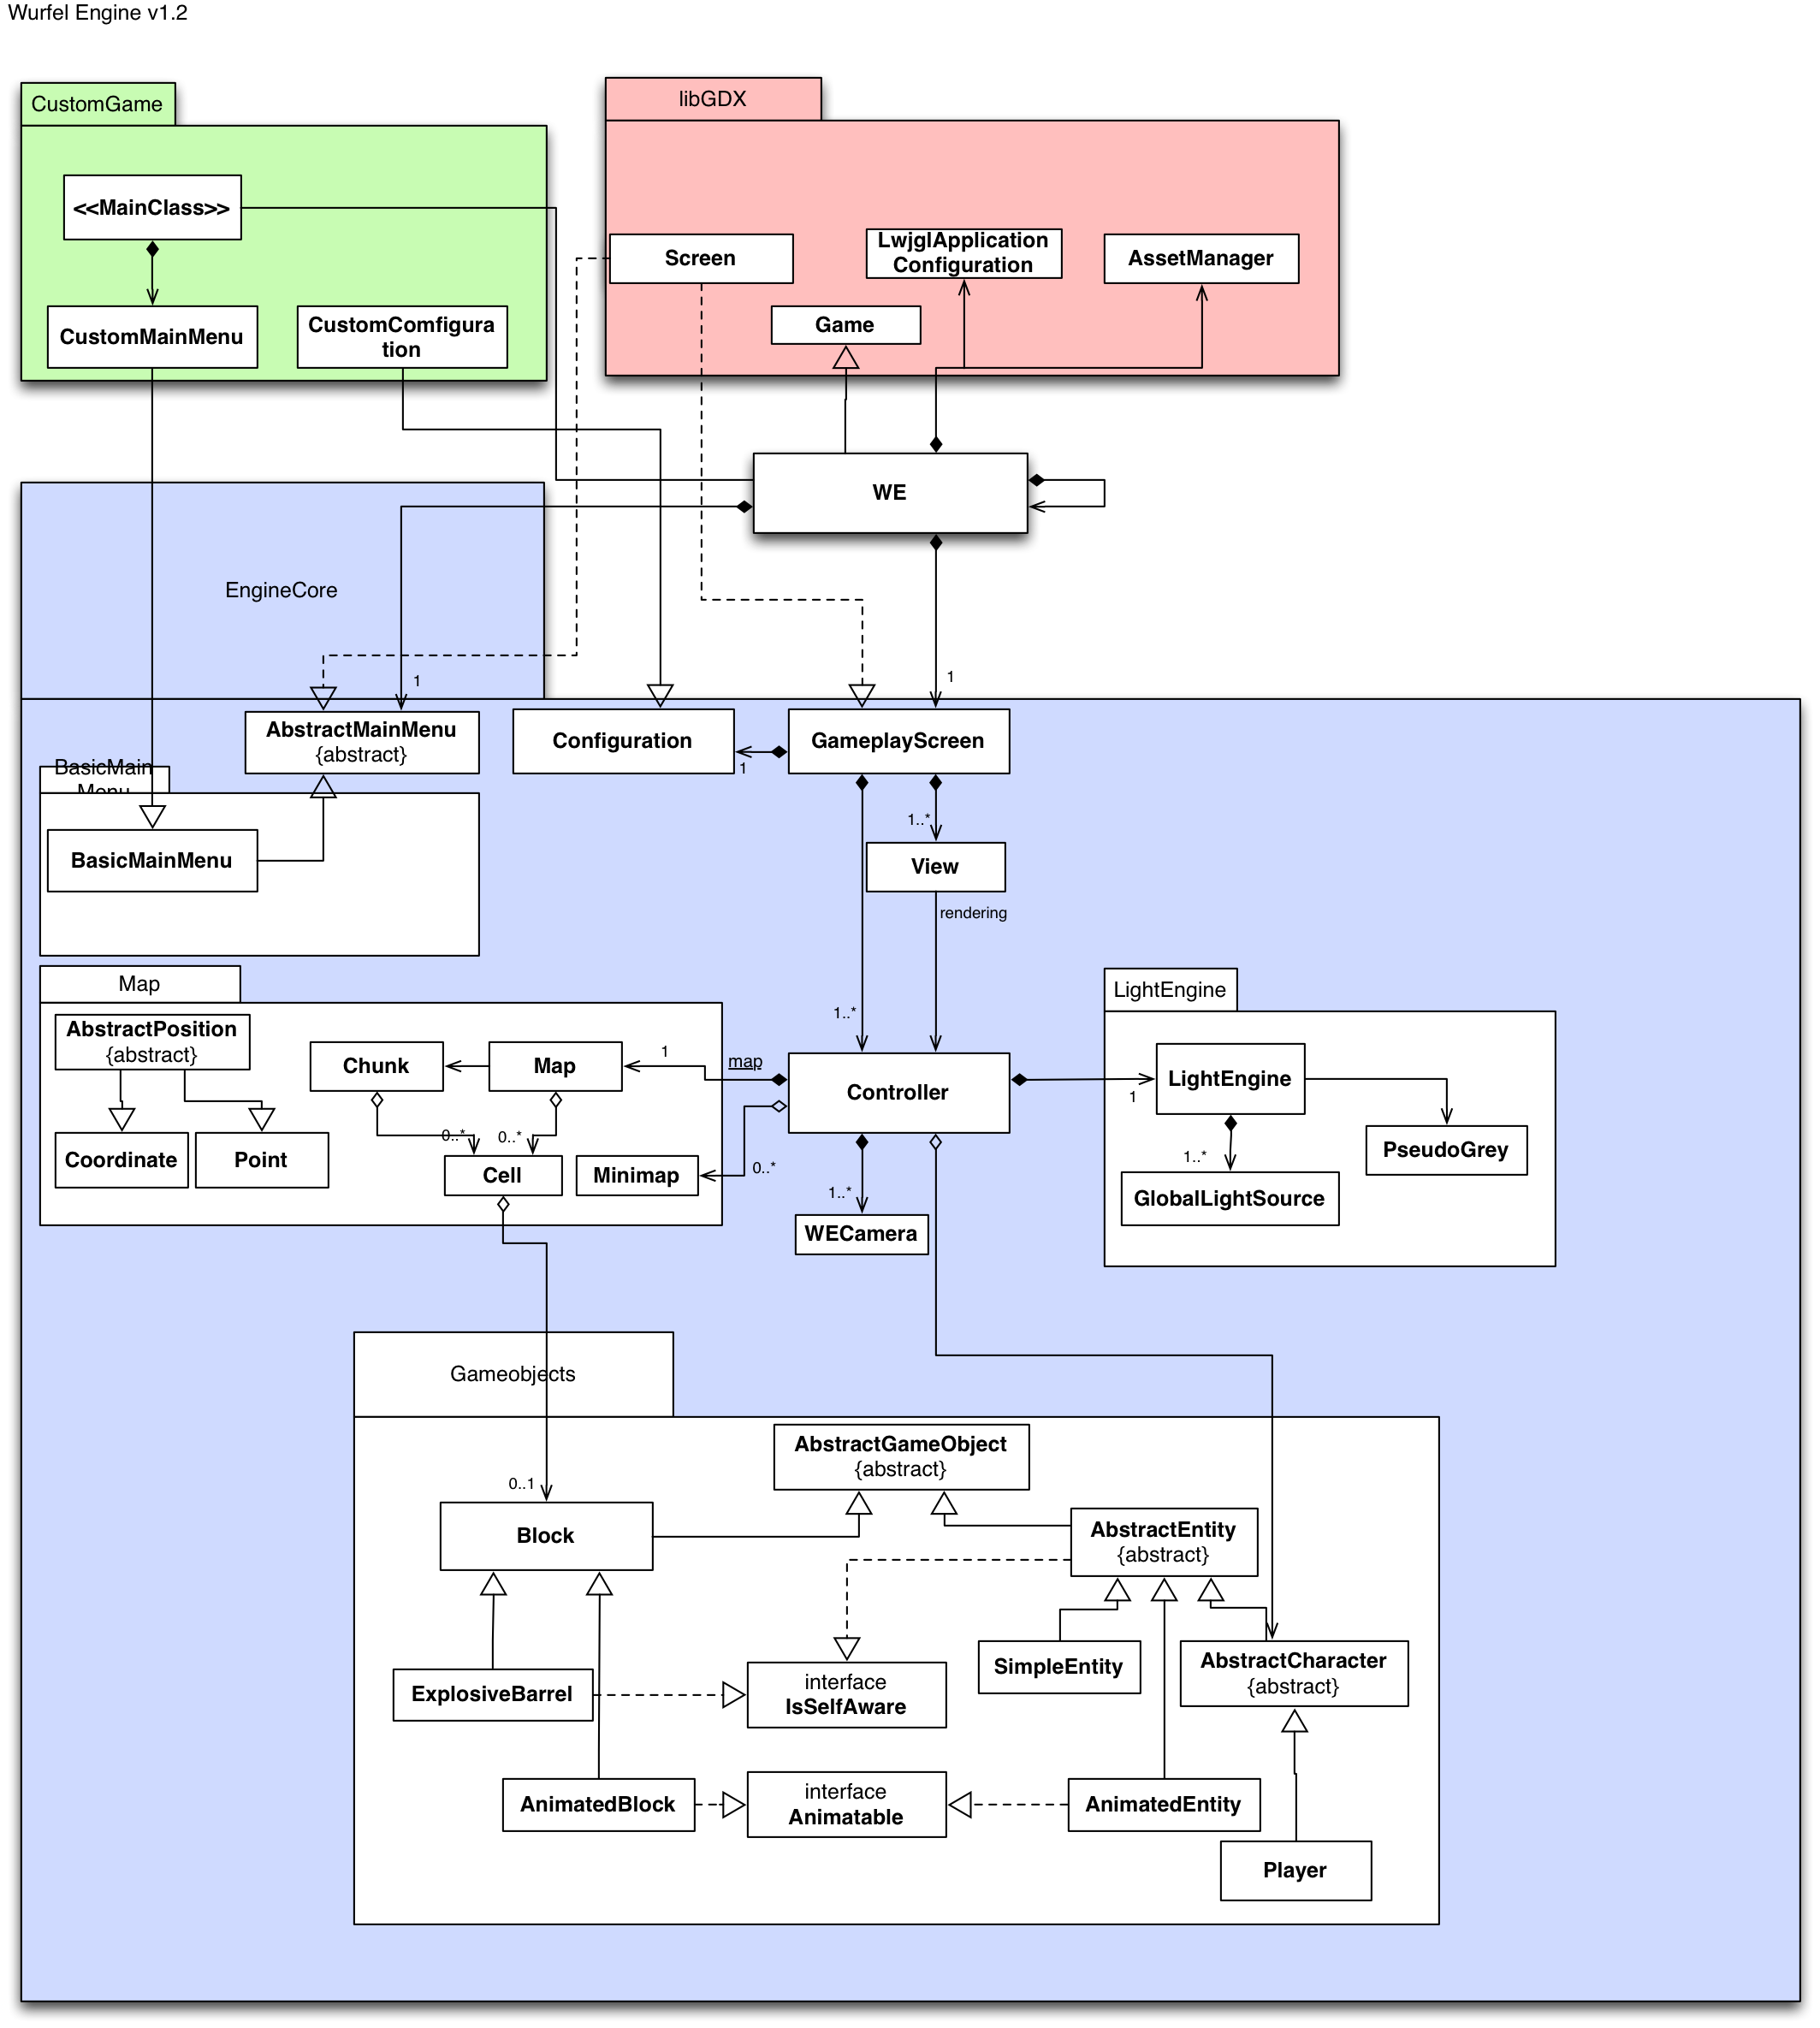 Wurfel Engine v1.2
CustomGame
libGDX
<<MainClass>>
Screen
LwjglApplication
Configuration
AssetManager
CustomMainMenu
CustomComfigura
tion
Game
WE
EngineCore
1
1
AbstractMainMenu
{abstract}
Configuration
GameplayScreen
1
BasicMain
Menu
1..*
BasicMainMenu
View
rendering
Map
LightEngine
1..*
AbstractPosition
{abstract}
Chunk
Map
1
map
Controller
1
LightEngine
0..*
0..*
Coordinate
Point
Cell
Minimap
0..*
1..*
PseudoGrey
GlobalLightSource
1..*
WECamera
Gameobjects
AbstractGameObject
{abstract}
0..1
Block
AbstractEntity
{abstract}
ExplosiveBarrel
interface
IsSelfAware
SimpleEntity
AbstractCharacter
{abstract}
AnimatedBlock
interface
Animatable
AnimatedEntity
Player